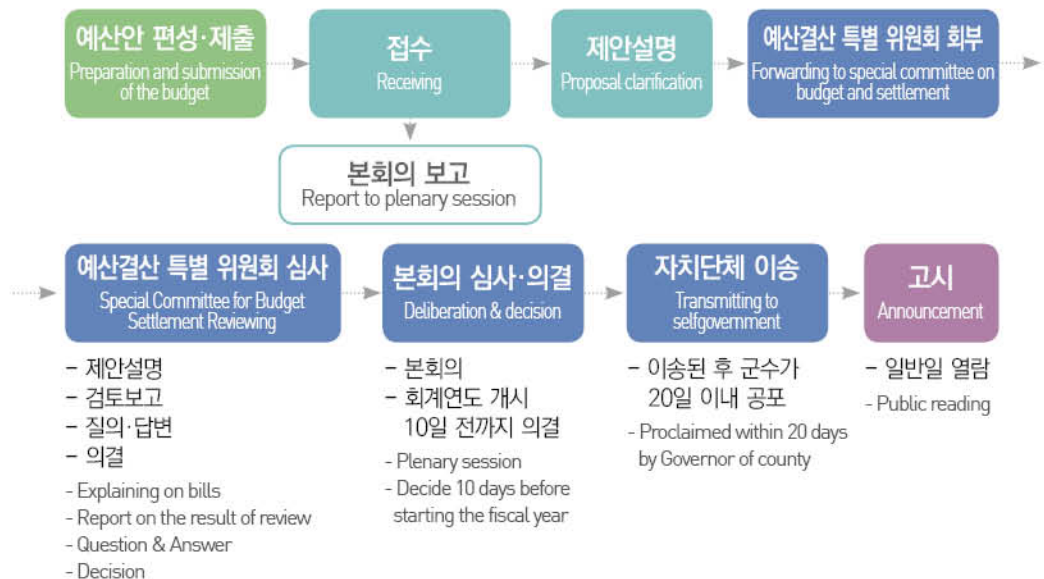 예산안 편성·제출
Preparation and submission
of the budget
접수
Receiving
제안설명
Proposal clarification
예산결산 특별 위원회 회부
Forwarding to special committee on
budget and settlement
본회의 보고
Report to plenary session
예산결산 특별 위원회 심사
Special Committee for Budget
Settlement Reviewing
- 제안설명
- 검토보고
- 질의·답변
- 의결
- Explaining on bills
- Report on the result of review
- Question & Answer
- Decision
본회의 심사·의결
Deliberation & decision
- 본회의
- 회계연도 개시
10일 전까지 의결
- Plenary session
- Decide 10 days before
starting the fiscal year
자치단체 이송
Transmitting to
selfgovernment
- 이송된 후 군수가
20일 이내 공포
- Proclaimed within 20 days
by Governor of county
고시
Announcement
- 일반일 열람
- Public reading